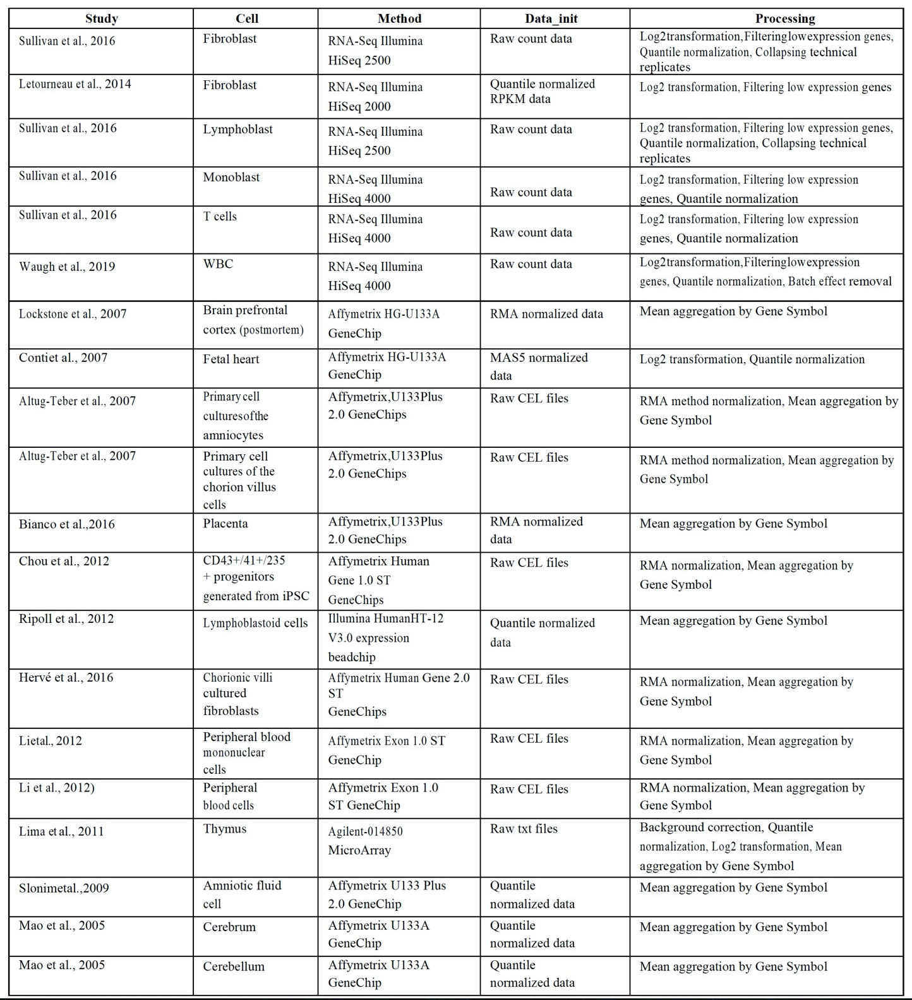 Study Cell Method Data_init Processing
Sullivan et al., 2016
Fibroblast
RNA-Seq Illumina
HiSeq 2500
Raw count data
Log2transformation,Filteringlowexpression genes,
Quantile normalization, Collapsing technical
replicates
Letourneau et al., 2014
Fibroblast
RNA-Seq Illumina
HiSeq 2000
Quantile normalized
RPKM data
Log2 transformation, Filtering low expression genes
Sullivan et al., 2016
Lymphoblast
RNA-Seq Illumina
HiSeq 2500
Raw count data
Log2 transformation, Filtering low expression genes,
Quantile normalization, Collapsing technical
replicates
Sullivan et al., 2016
Monoblast
RNA-Seq Illumina
HiSeq 4000
Raw count data
Log2 transformation, Filtering low expression
genes, Quantile normalization
Sullivan et al., 2016
T cells
RNA-Seq Illumina
HiSeq 4000
Raw count data
Log2 transformation, Filtering low expression
genes, Quantile normalization
Waugh et al., 2019
WBC
RNA-Seq Illumina
HiSeq 4000
Raw count data
Log2transformation,Filteringlowexpression
genes, Quantile normalization, Batch effect removal
Lockstone et al., 2007
Brain prefrontal
cortex (postmortem)
Affymetrix HG-U133A
GeneChip
RMA normalized data
Mean aggregation by Gene Symbol
Contiet al., 2007
Fetal heart
Affymetrix HG-U133A
GeneChip
MAS5 normalized
data
Log2 transformation, Quantile normalization
Altug-Teber et al., 2007
Primary cell
culturesofthe
amniocytes
Affymetrix,U133Plus
2.0 GeneChips
Raw CEL files
RMA method normalization, Mean aggregation by
Gene Symbol
Altug-Teber et al., 2007
Primary cell
cultures of the
chorion villus
cells
Affymetrix,U133Plus
2.0 GeneChips
Raw CEL files
RMA method normalization, Mean aggregation by
Gene Symbol
Bianco et al.,2016
Placenta
Affymetrix,U133Plus
2.0 GeneChips
RMA normalized
data
Mean aggregation by Gene Symbol
Chou et al., 2012
CD43+/41+/235
+ progenitors
generated from iPSC
Affymetrix Human
Gene 1.0 ST
GeneChips
Raw CEL files
RMA normalization, Mean aggregation by
Gene Symbol
Ripoll et al., 2012
Lymphoblastoid cells
Illumina HumanHT-12
V3.0 expression
beadchip
Quantile normalized
data
Mean aggregation by Gene Symbol
Hervé et al., 2016
Chorionic villi
cultured
fibroblasts
Affymetrix Human Gene 2.0
ST
GeneChips
Raw CEL files
RMA normalization, Mean aggregation by
Gene Symbol
Lietal., 2012
Peripheral blood
mononuclear
cells
Affymetrix Exon 1.0 ST
GeneChip
Raw CEL files
RMA normalization, Mean aggregation by
Gene Symbol
Li et al., 2012)
Peripheral
blood cells
Affymetrix Exon 1.0
ST GeneChip
Raw CEL files
RMA normalization, Mean aggregation by
Gene Symbol
Lima et al., 2011
Thymus
Agilent-014850
MicroArray
Raw txt files
Background correction, Quantile
normalization, Log2 transformation, Mean
aggregation by Gene Symbol
Slonimetal.,2009
Amniotic fluid
cell
Affymetrix U133 Plus
2.0 GeneChip
Quantile
normalized data
Mean aggregation by Gene Symbol
Mao et al., 2005
Cerebrum
Affymetrix U133A
GeneChip
Quantile
normalized data
Mean aggregation by Gene Symbol
Mao et al., 2005
Cerebellum
Affymetrix U133A
GeneChip
Quantile
normalized data
Mean aggregation by Gene Symbol